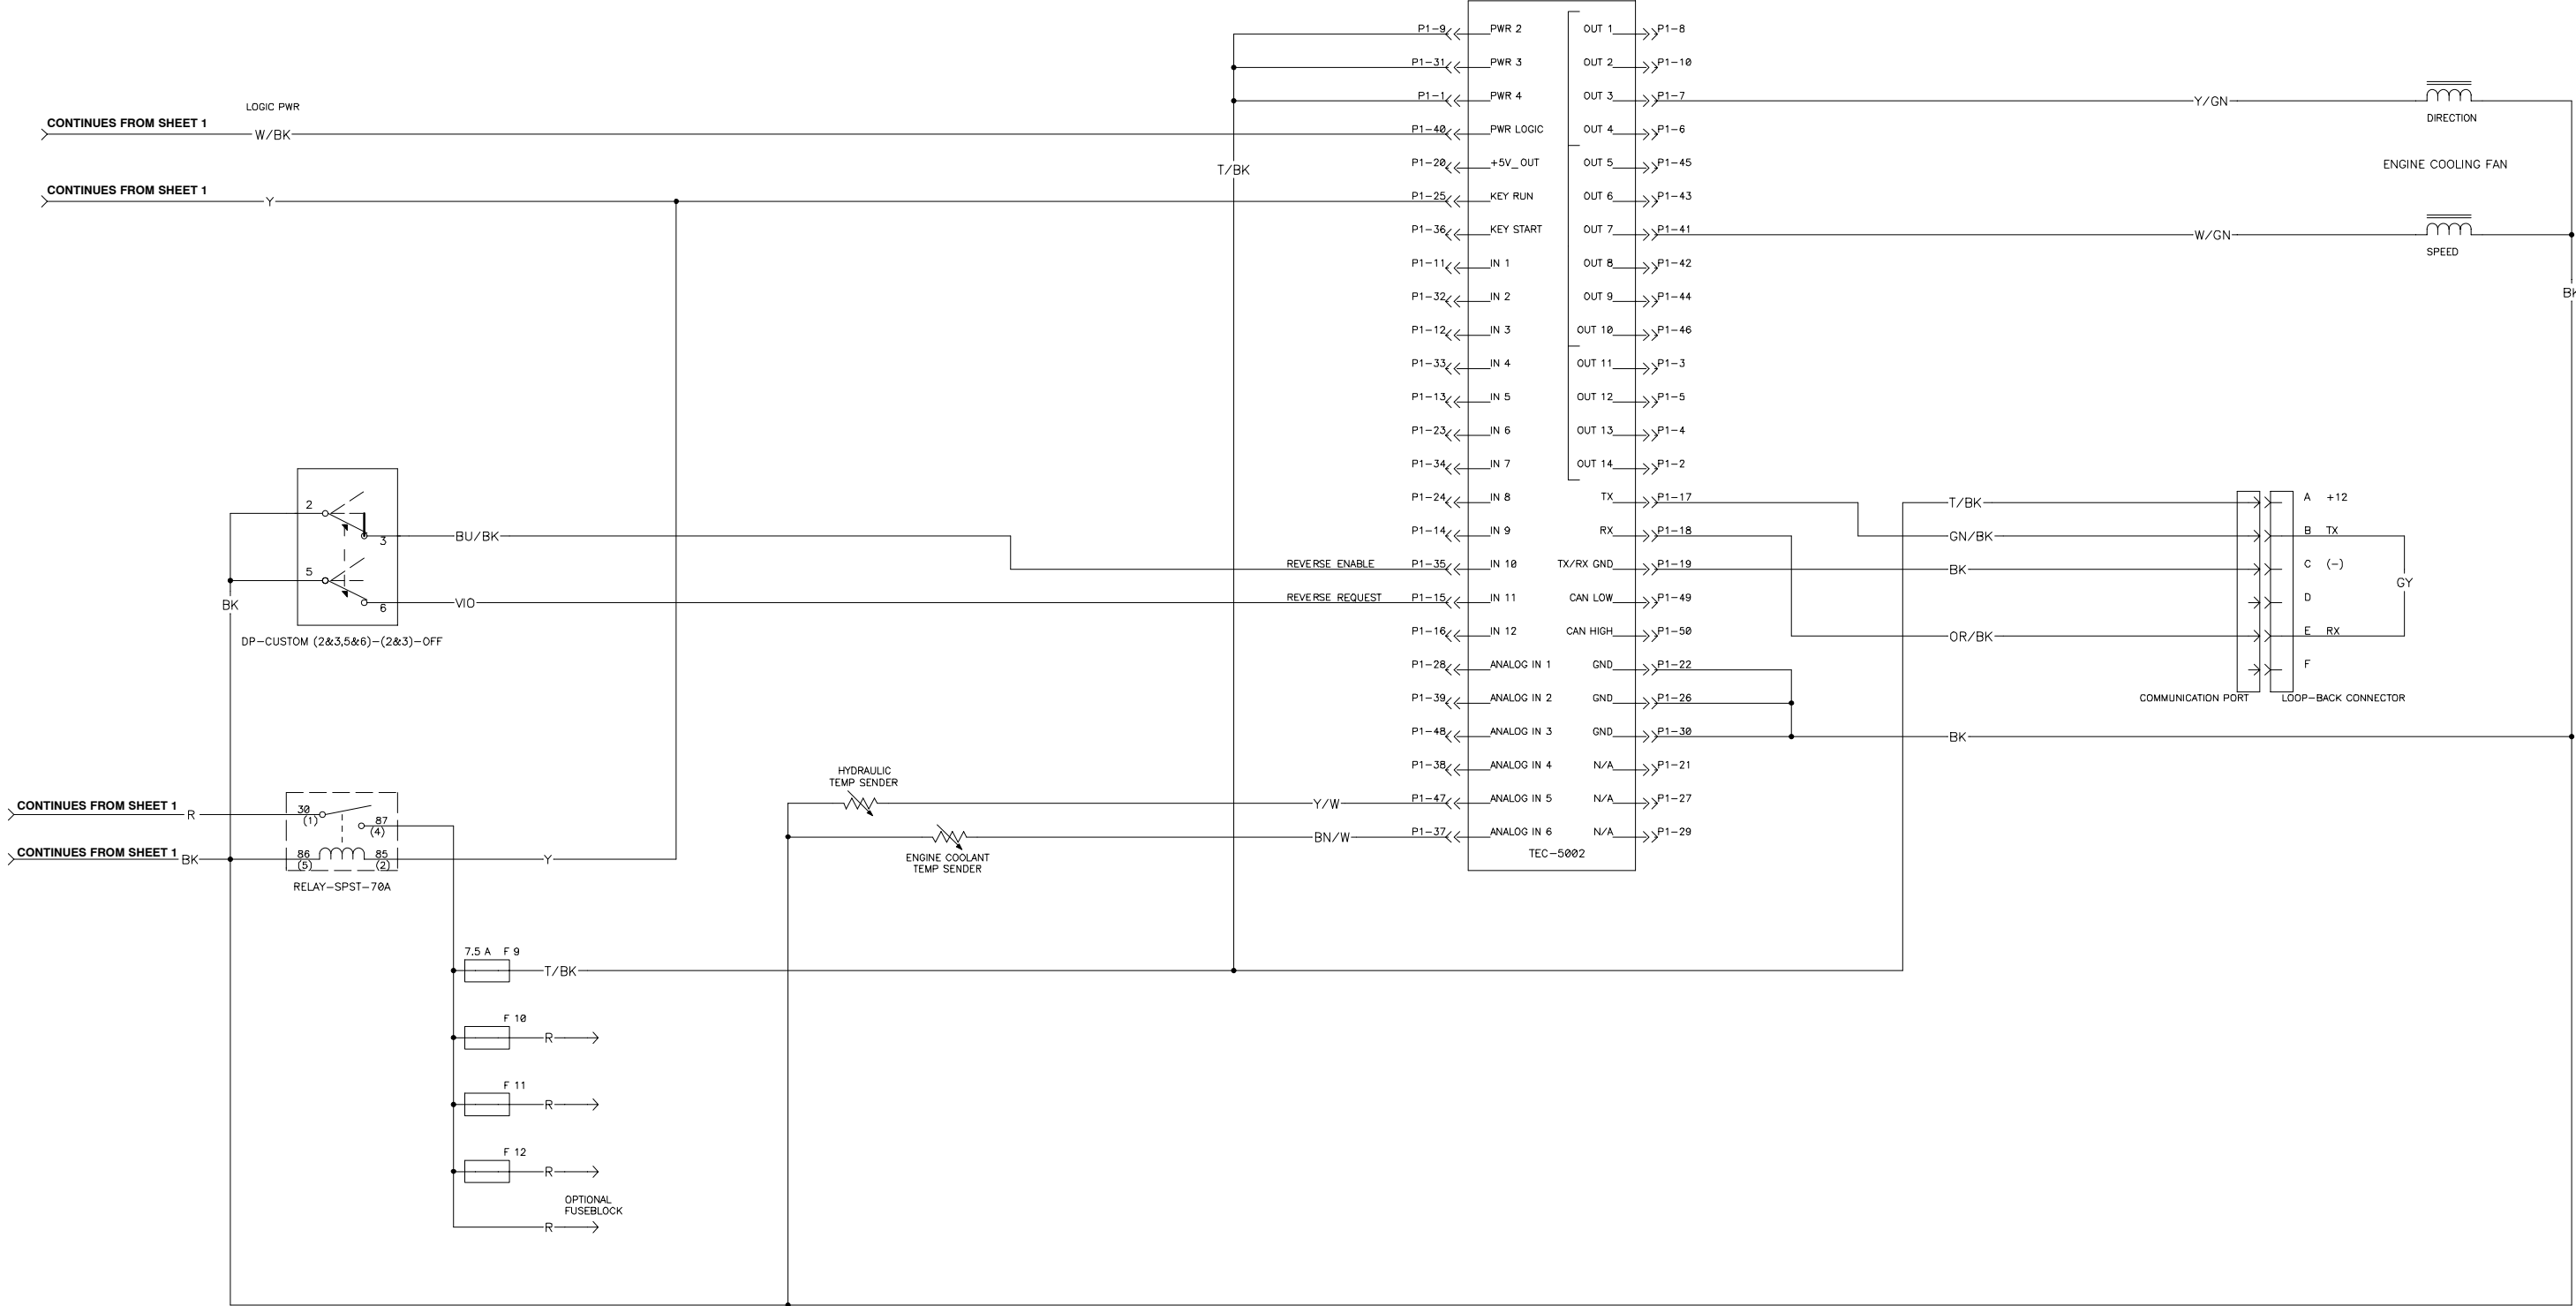 P1-9 PWR 2 OUT 1 P1-8
P1-31 PWR 3 OUT 2 P1-10
P1-1 PWR 4 OUT 3 P1-7 Y/GN
DIRECTION
LOGIC PWR
CONTINUES FROM SHEET 1
W/BK P1-40 PWR LOGIC OUT 4 P1-6
T/BK
P1-20 +5V_OUT OUT 5 P1-45
ENGINE COOLING FAN
CONTINUES FROM SHEET 1
Y P1-25 KEY RUN OUT 6 P1-43
P1-36 KEY START OUT 7 P1-41 W/GN
SPEED
P1-11 IN 1 OUT 8 P1-42
P1-32 IN 2 OUT 9 P1-44
BK
P1-12 IN 3 OUT 10 P1-46
P1-33 IN 4 OUT 11 P1-3
P1-13 IN 5 OUT 12 P1-5
P1-23 IN 6 OUT 13 P1-4
P1-34 IN 7 OUT 14 P1-2
P1-24 IN 8 TX P1-17 T/BK A +12
2
P1-14 IN 9 RX P1-18 GN/BK B TX
3 BU/BK
REVERSE ENABLE P1-35 IN 10 TX/RX GND P1-19 BK C (-)
5
GY
REVERSE REQUEST P1-15 IN 11 CAN LOW P1-49 D
BK
6 VIO
P1-16 IN 12 CAN HIGH P1-50 OR/BK E RX
DP-CUSTOM (2&3,5&6)-(2&3)-OFF
P1-28 ANALOG IN 1 GND P1-22 F
P1-39 ANALOG IN 2 GND P1-26
COMMUNICATION PORT LOOP-BACK CONNECTOR
P1-48 ANALOG IN 3 GND P1-30 BK
P1-38 ANALOG IN 4 N/A P1-21
HYDRAULIC
TEMP SENDER
Y/W P1-47 ANALOG IN 5 N/A P1-27
BN/W P1-37 ANALOG IN 6 N/A P1-29
ENGINE COOLANT
TEMP SENDER
TEC-5002
CONTINUES FROM SHEET 1
R 30
(1)
87
(4)
CONTINUES FROM SHEET 1
BK 86
(5)
85
(2)
Y
RELAY-SPST-70A
7.5 A F 9
T/BK
F 10
R
F 11
R
F 12
R
OPTIONAL
FUSEBLOCK
R